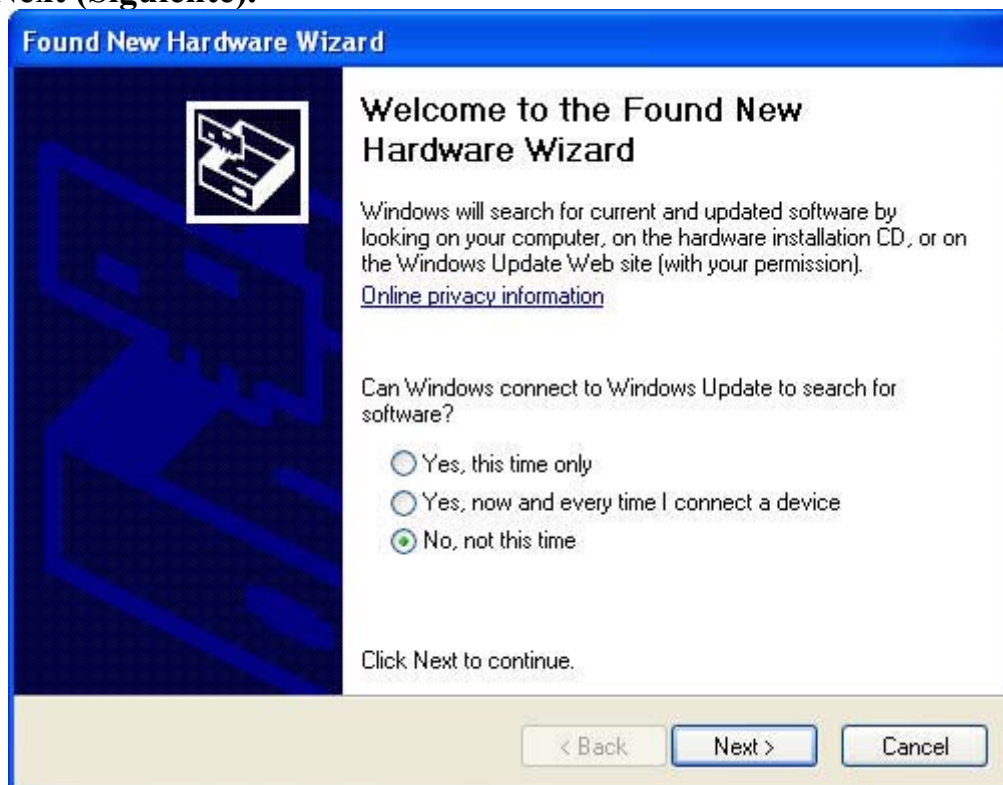 Next (Siguiente).
Found New Hardware Wizard
Welcome to the Found New
Hardware Wizard
Windows will search for current and updated software by
looking on your computer, on the hardware installation CD, or on
the Windows Update Web site (with your permission).
Online privacy information
Can Windows connect to Windows Update to search for
software?
Yes, this time only
Yes, now and every time I connect a device
No, not this time
Click Next to continue.
< Back Next > Cancel